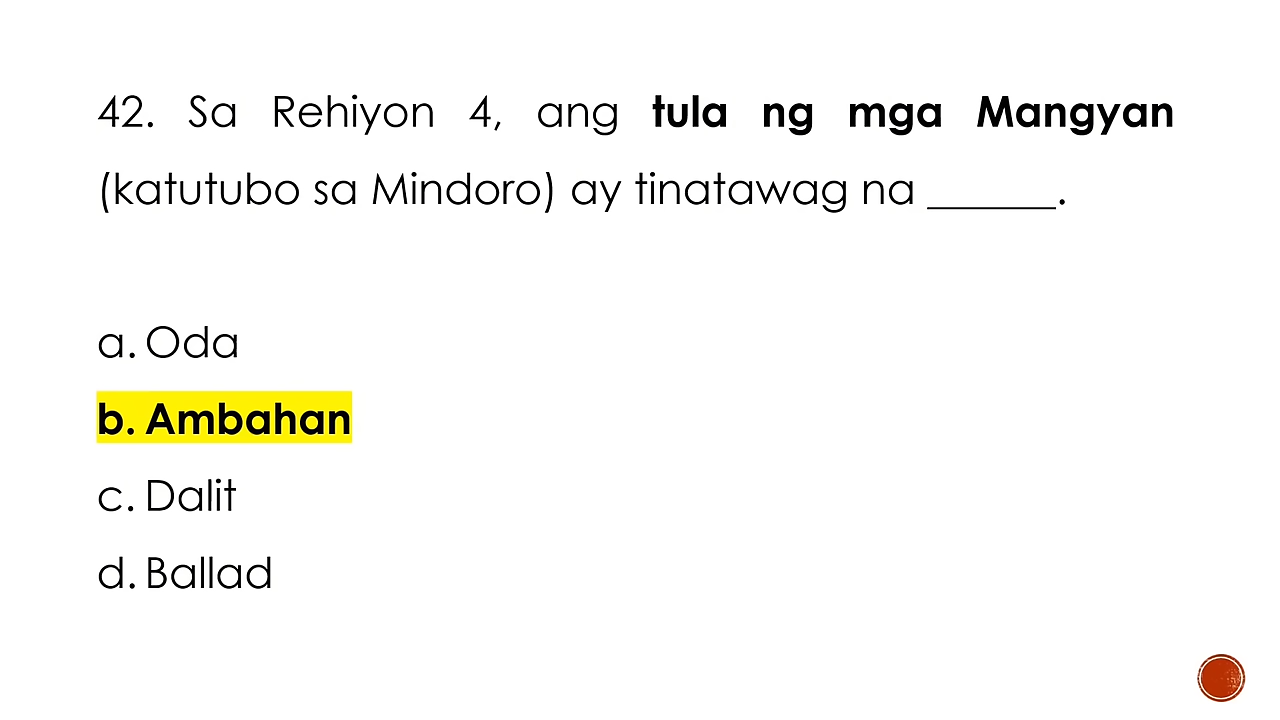 42. Sa Rehiyon 4, ang tula ng mga Mangyan
(katutubo sa Mindoro) ay tinatawag na ______.
a. Oda
b. Ambahan
c. Dalit
d. Ballad